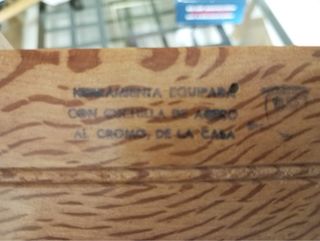 HERRAMIENTA EQUIPADA
CON CUCHILLA DE ACERO
AL CROMO, DE LA CASA